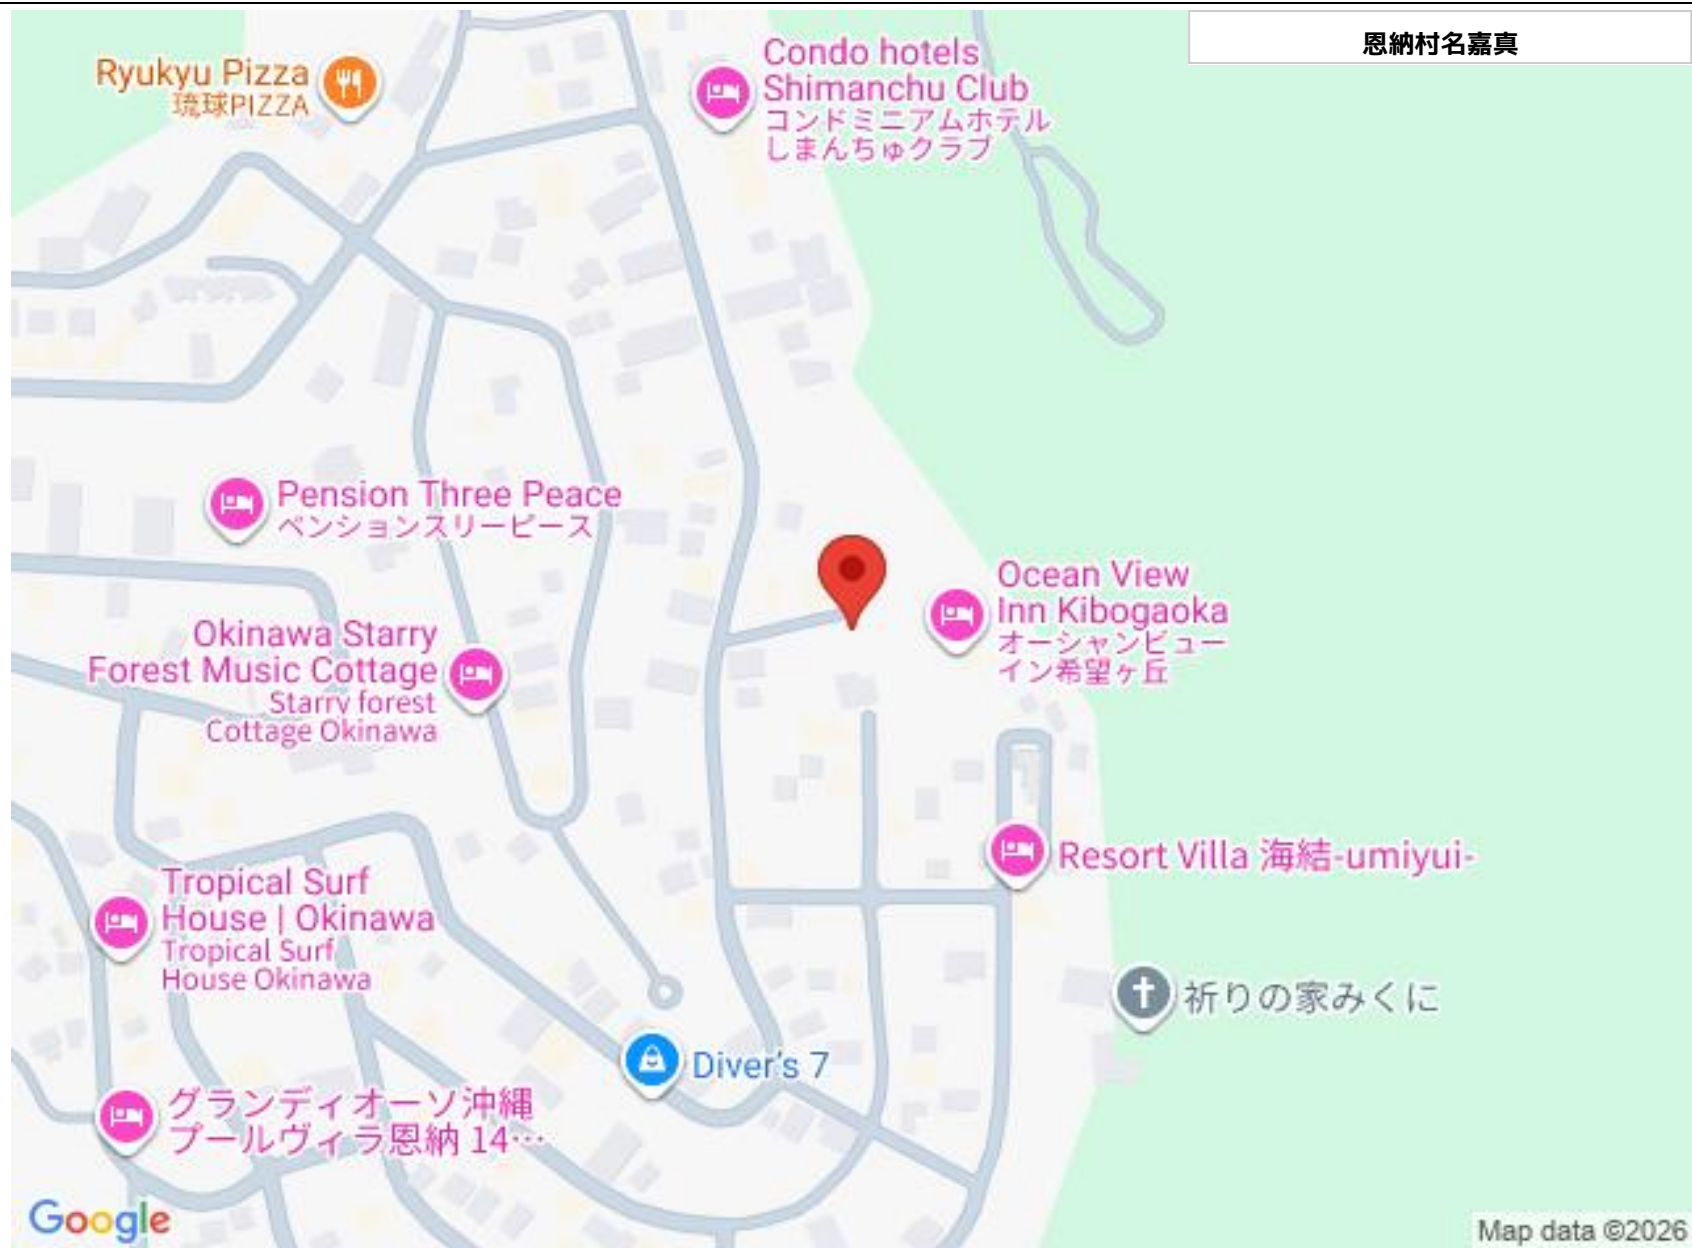 恩納村名嘉真
Ryukyu Pizza
琉球PIZZA
Condo hotels
Shimanchu Club
コンドミニアムホテル
しまんちゅクラブ
Pension Three Peace
ペンションスリーピース
Ocean View
Inn Kibogaoka
オーシャンビュー
イン希望ヶ丘
Okinawa Starry
Forest Music Cottage
Starry forest
Cottage Okinawa
Resort Villa 海結-umiyui-
Tropical Surf
House | Okinawa
Tropical Surf
House Okinawa
祈りの家みくに
Diver's 7
グランディオーソ沖縄
プールヴィラ恩納 14…
Google
Map data ©2026